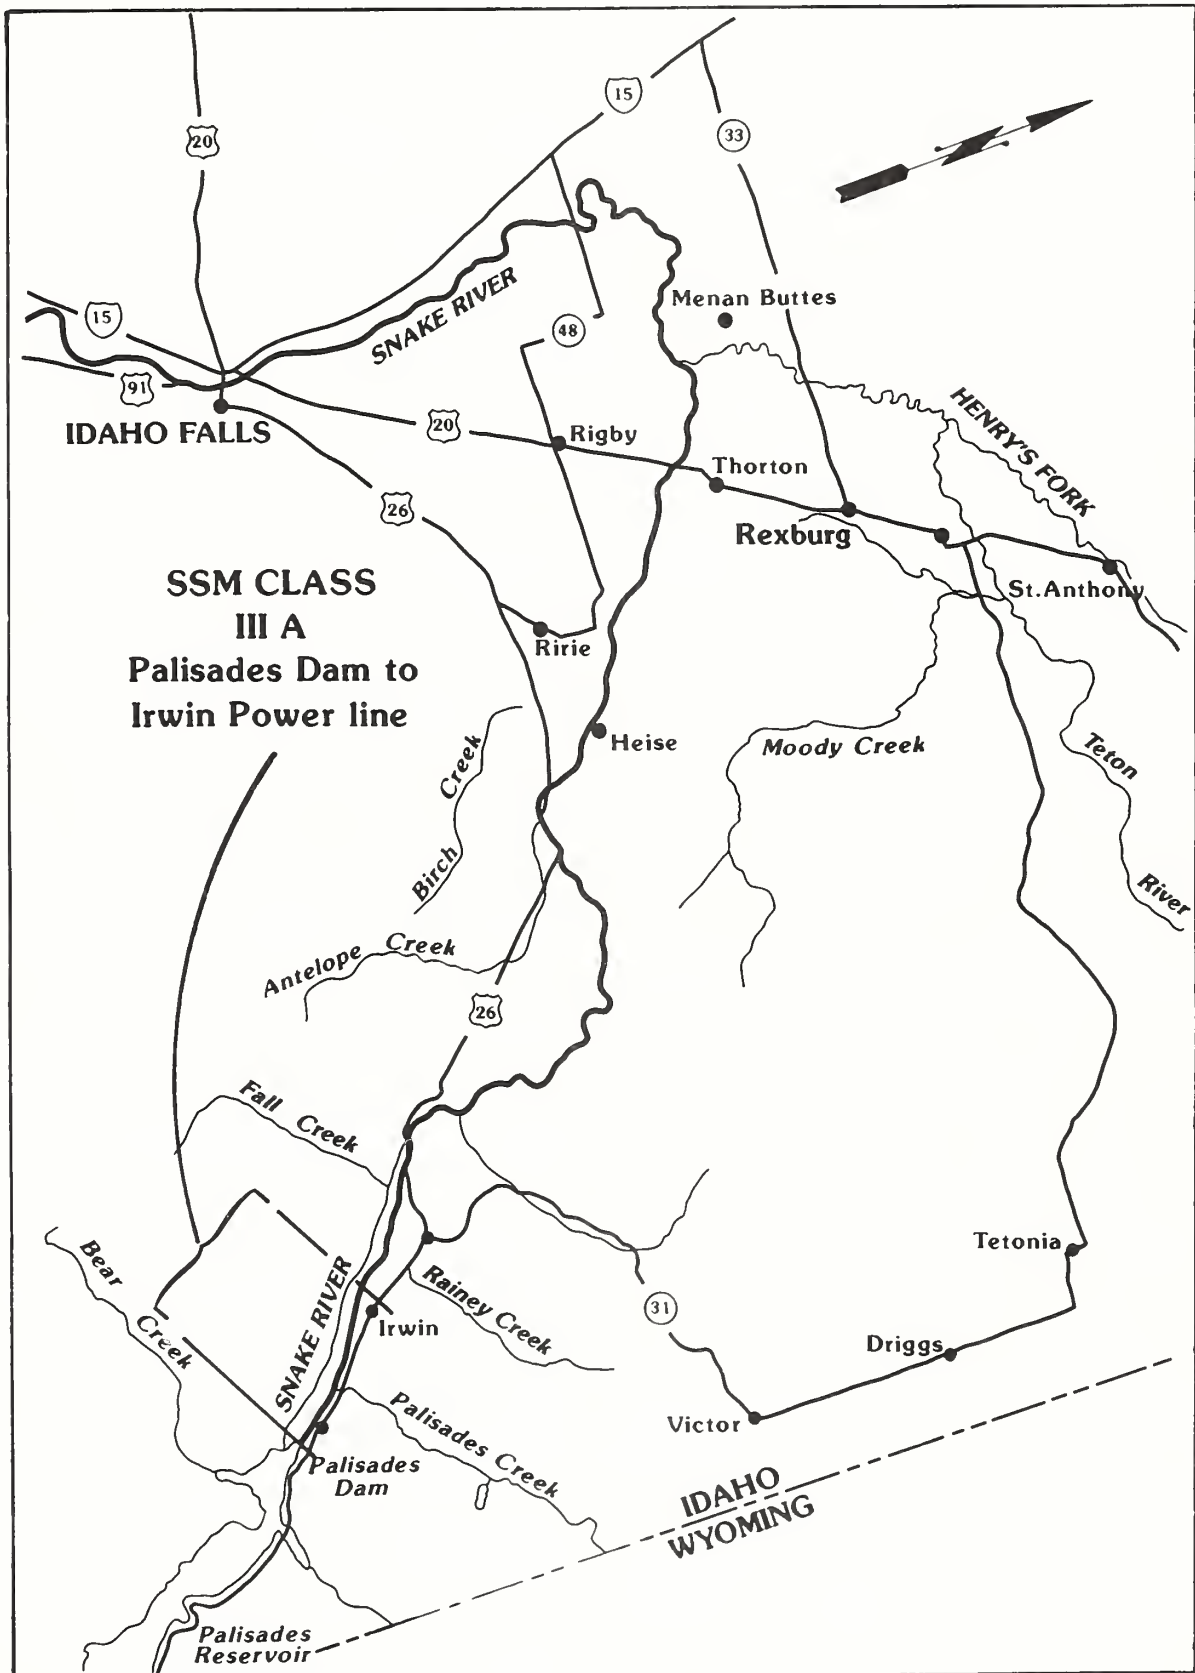 15
20
33
SNAKE RIVER
Menan Buttes
15
48
91
IDAHO FALLS
20
Rigby
HENRY'S FORK
Thorton
26
Rexburg
SSM CLASS
III A
Palisades Dam to
Irwin Power line
St. Anthony
Ririe
Heise
Moody Creek
Teton
River
Birch Creek
Antelope Creek
26
Fall Creek
Bear Creek
SNAKE RIVER
Rainey Creek
Irwin
31
Tetonia
Driggs
Victor
Palisades Creek
Palisades
Dam
IDAHO
WYOMING
Palisades
Reservoir